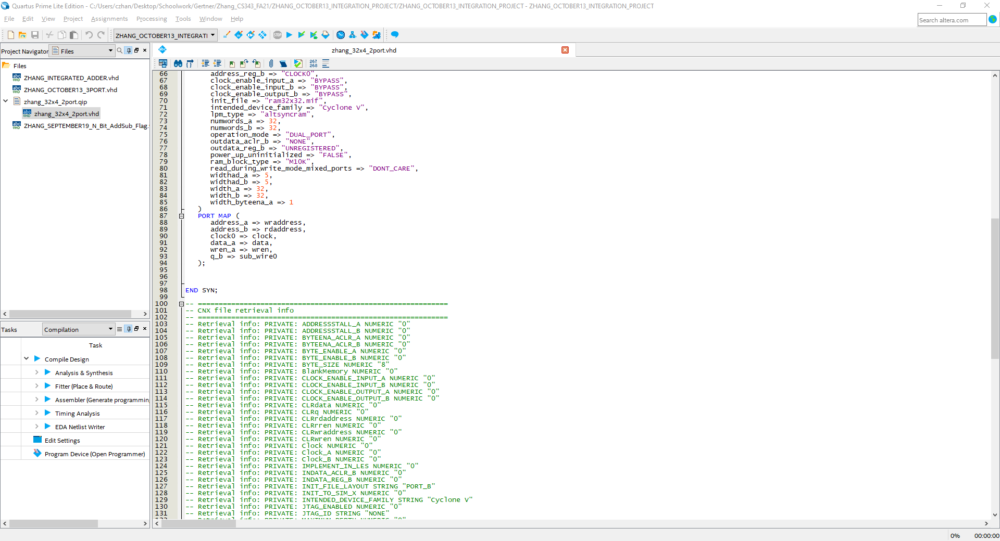 Quartus Prime Lite Edition - C:/Users/czhan/Desktop/Schoolwork/Gertner/Zhang_CS343_FA21/ZHANG_OCTOBER13_INTEGRATION_PROJECT/ZHANG_OCTOBER13_INTEGRATION_PROJECT - ZHANG_OCTOBER13_INTEGRATION_PROJECT
File Edit View Project Assignments Processing Tools Window Help
Search altera.com
ZHANG_OCTOBER13_INTEGRATI
STOP
Project Navigator Files
Files
ZHANG_INTEGRATED_ADDER.vhd
ZHANG_OCTOBER13_3PORT.vhd
zhang_32x4_2port.qip
zhang_32x4_2port.vhd
ZHANG_SEPTEMBER19_N_Bit_AddSub_Flag.
Tasks Compilation
Task
Compile Design
Analysis & Synthesis
Fitter (Place & Route)
Assembler (Generate programmin
Timing Analysis
EDA Netlist Writer
Edit Settings
Program Device (Open Programmer)
zhang_32x4_2port.vhd
267
268
66 address_reg_b => "CLOCK0",
67 clock_enable_input_a => "BYPASS",
68 clock_enable_input_b => "BYPASS",
69 clock_enable_output_b => "BYPASS",
70 init_file => "ram32x32.mif",
71 intended_device_family => "Cyclone V",
72 lpm_type => "altsyncram",
73 numwords_a => 32,
74 numwords_b => 32,
75 operation_mode => "DUAL_PORT",
76 outdata_aclr_b => "NONE",
77 outdata_reg_b => "UNREGISTERED",
78 power_up_uninitialized => "FALSE",
79 ram_block_type => "M10K",
80 read_during_write_mode_mixed_ports => "DONT_CARE",
81 widthad_a => 5,
82 widthad_b => 5,
83 width_a => 32,
84 width_b => 32,
85 width_byteena_a => 1
86 )
87 PORT MAP (
88 address_a => wraddress,
89 address_b => rdaddress,
90 clock0 => clock,
91 data_a => data,
92 wren_a => wren,
93 q_b => sub_wire0
94 );
95
96
97
98 END SYN;
99
100 -- ============================================================
101 -- CNX file retrieval info
102 -- ============================================================
103 -- Retrieval info: PRIVATE: ADDRESSSTALL_A NUMERIC "0"
104 -- Retrieval info: PRIVATE: ADDRESSSTALL_B NUMERIC "0"
105 -- Retrieval info: PRIVATE: BYTEENA_ACLR_A NUMERIC "0"
106 -- Retrieval info: PRIVATE: BYTEENA_ACLR_B NUMERIC "0"
107 -- Retrieval info: PRIVATE: BYTE_ENABLE_A NUMERIC "0"
108 -- Retrieval info: PRIVATE: BYTE_ENABLE_B NUMERIC "0"
109 -- Retrieval info: PRIVATE: BYTE_SIZE NUMERIC "8"
110 -- Retrieval info: PRIVATE: BlankMemory NUMERIC "0"
111 -- Retrieval info: PRIVATE: CLOCK_ENABLE_INPUT_A NUMERIC "0"
112 -- Retrieval info: PRIVATE: CLOCK_ENABLE_INPUT_B NUMERIC "0"
113 -- Retrieval info: PRIVATE: CLOCK_ENABLE_OUTPUT_A NUMERIC "0"
114 -- Retrieval info: PRIVATE: CLOCK_ENABLE_OUTPUT_B NUMERIC "0"
115 -- Retrieval info: PRIVATE: CLRdata NUMERIC "0"
116 -- Retrieval info: PRIVATE: CLRq NUMERIC "0"
117 -- Retrieval info: PRIVATE: CLRrdaddress NUMERIC "0"
118 -- Retrieval info: PRIVATE: CLRrren NUMERIC "0"
119 -- Retrieval info: PRIVATE: CLRwraddress NUMERIC "0"
120 -- Retrieval info: PRIVATE: CLRwren NUMERIC "0"
121 -- Retrieval info: PRIVATE: Clock NUMERIC "0"
122 -- Retrieval info: PRIVATE: Clock_A NUMERIC "0"
123 -- Retrieval info: PRIVATE: Clock_B NUMERIC "0"
124 -- Retrieval info: PRIVATE: IMPLEMENT_IN_LES NUMERIC "0"
125 -- Retrieval info: PRIVATE: INDATA_ACLR_B NUMERIC "0"
126 -- Retrieval info: PRIVATE: INDATA_REG_B NUMERIC "0"
127 -- Retrieval info: PRIVATE: INIT_FILE_LAYOUT STRING "PORT_B"
128 -- Retrieval info: PRIVATE: INIT_TO_SIM_X NUMERIC "0"
129 -- Retrieval info: PRIVATE: INTENDED_DEVICE_FAMILY STRING "Cyclone V"
130 -- Retrieval info: PRIVATE: JTAG_ENABLED NUMERIC "0"
131 -- Retrieval info: PRIVATE: JTAG_ID STRING "NONE"
132 -- Retrieval info: PRIVATE: MAXIMUM_DEPTH NUMERIC "0"
0% 00:00:00